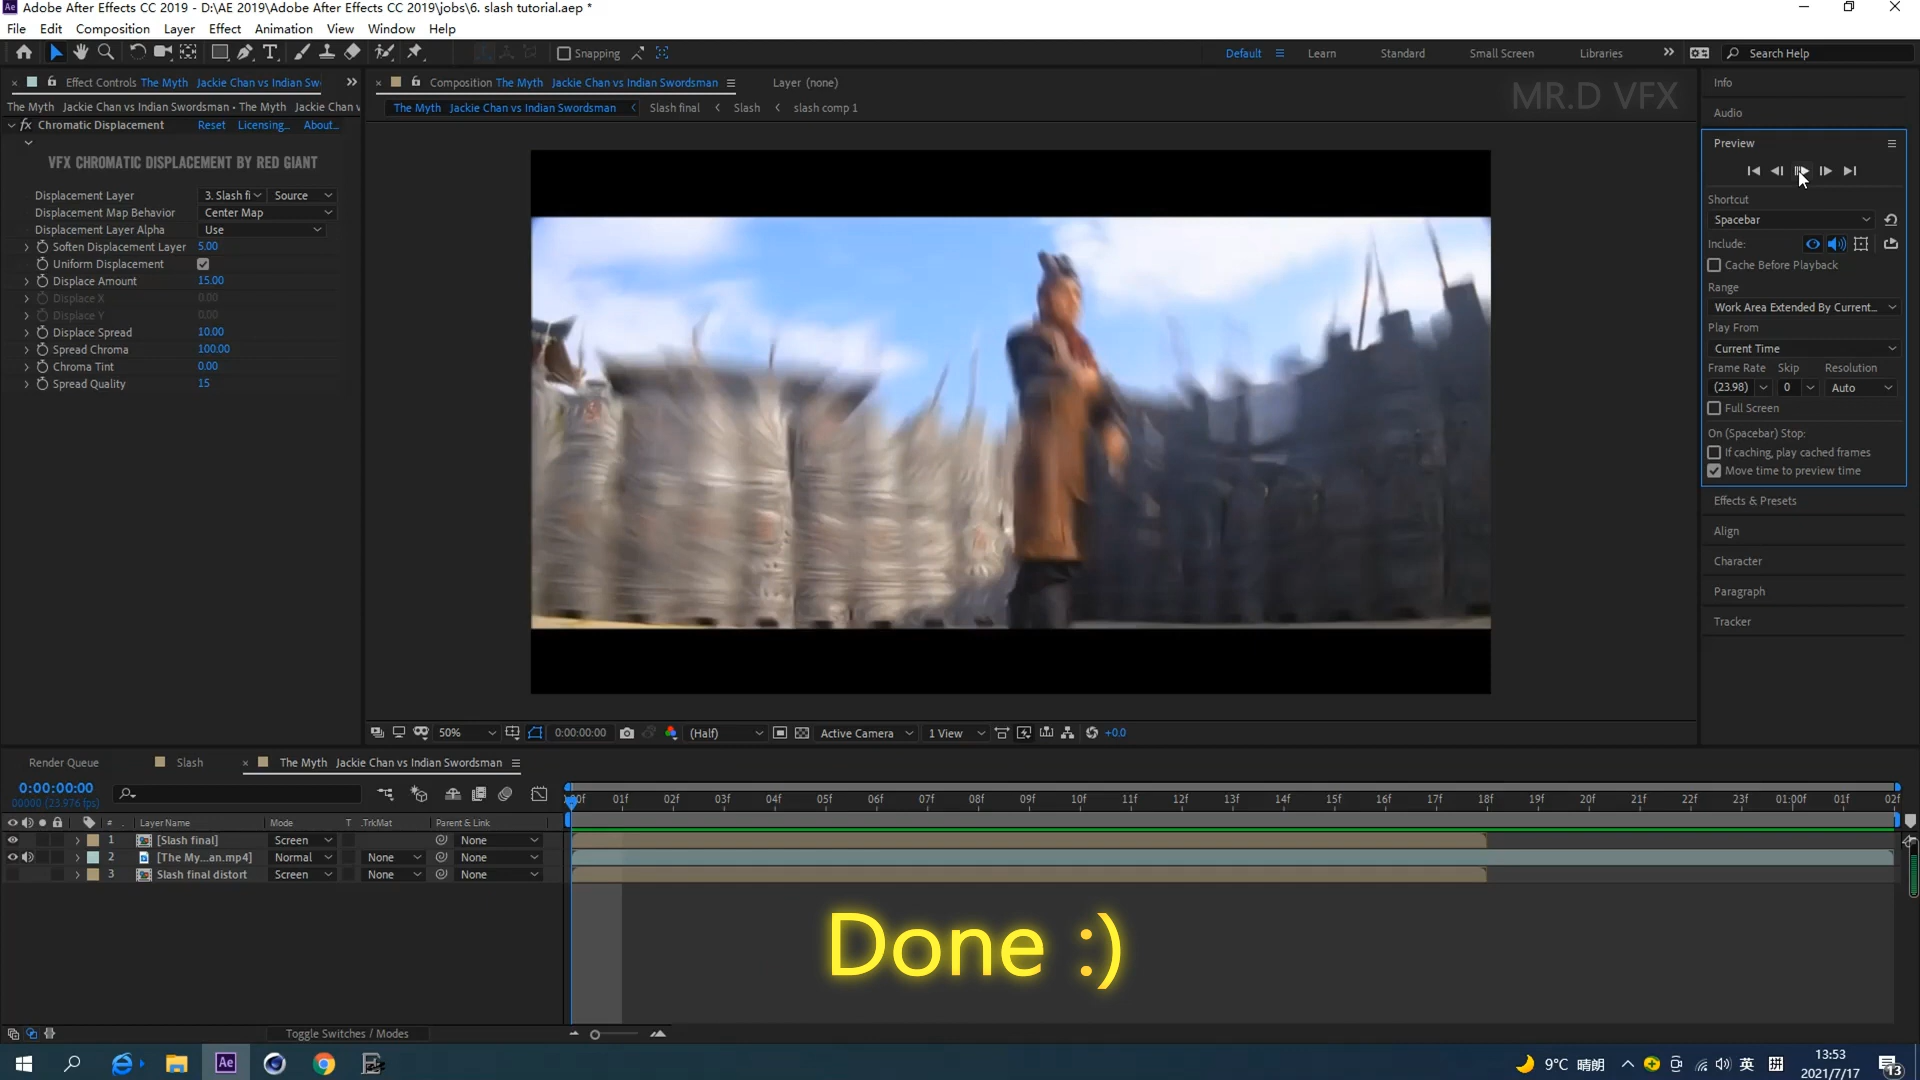 Adobe After Effects CC 2019 - D:\AE 2019\Adobe After Effects CC 2019\jobs\6. slash tutorial.aep *
File Edit Composition Layer Effect Animation View Window Help
Snapping
Default Learn Standard Small Screen Libraries Search Help
Effect Controls The Myth Jackie Chan vs Indian Sw
Composition The Myth Jackie Chan vs Indian Swordsman
Layer (none)
The Myth Jackie Chan vs Indian Swordsman • The Myth Jackie Chan v
The Myth Jackie Chan vs Indian Swordsman Slash final Slash slash comp 1
MR.D VFX
fx Chromatic Displacement Reset Licensing... About...
VFX CHROMATIC DISPLACEMENT BY RED GIANT
Displacement Layer 3. Slash fi Source
Displacement Map Behavior Center Map
Displacement Layer Alpha Use
Soften Displacement Layer 5.00
Uniform Displacement
Displace Amount 15.00
Displace X 0.00
Displace Y 0.00
Displace Spread 10.00
Spread Chroma 100.00
Chroma Tint 0.00
Spread Quality 15
Info
Audio
Preview
Shortcut
Spacebar
Include:
Cache Before Playback
Range
Work Area Extended By Current...
Play From
Current Time
Frame Rate Skip Resolution
(23.98) 0 Auto
Full Screen
On (Spacebar) Stop:
If caching, play cached frames
Move time to preview time
Effects & Presets
Align
Character
Paragraph
Tracker
50% 0:00:00:00 (Half) Active Camera 1 View +0.0
Render Queue Slash The Myth Jackie Chan vs Indian Swordsman
0:00:00:00
00000 (23.976 fps)
00f 01f 02f 03f 04f 05f 06f 07f 08f 09f 10f 11f 12f 13f 14f 15f 16f 17f 18f 19f 20f 21f 22f 23f 01:00f 01f 02f
# Layer Name Mode T .TrkMat Parent & Link
1 [Slash final] Screen None
2 [The My...an.mp4] Normal None None
3 Slash final distort Screen None None
Done :)
Toggle Switches / Modes
Ae
9°C 晴朗 英 13:53
2021/7/17
13